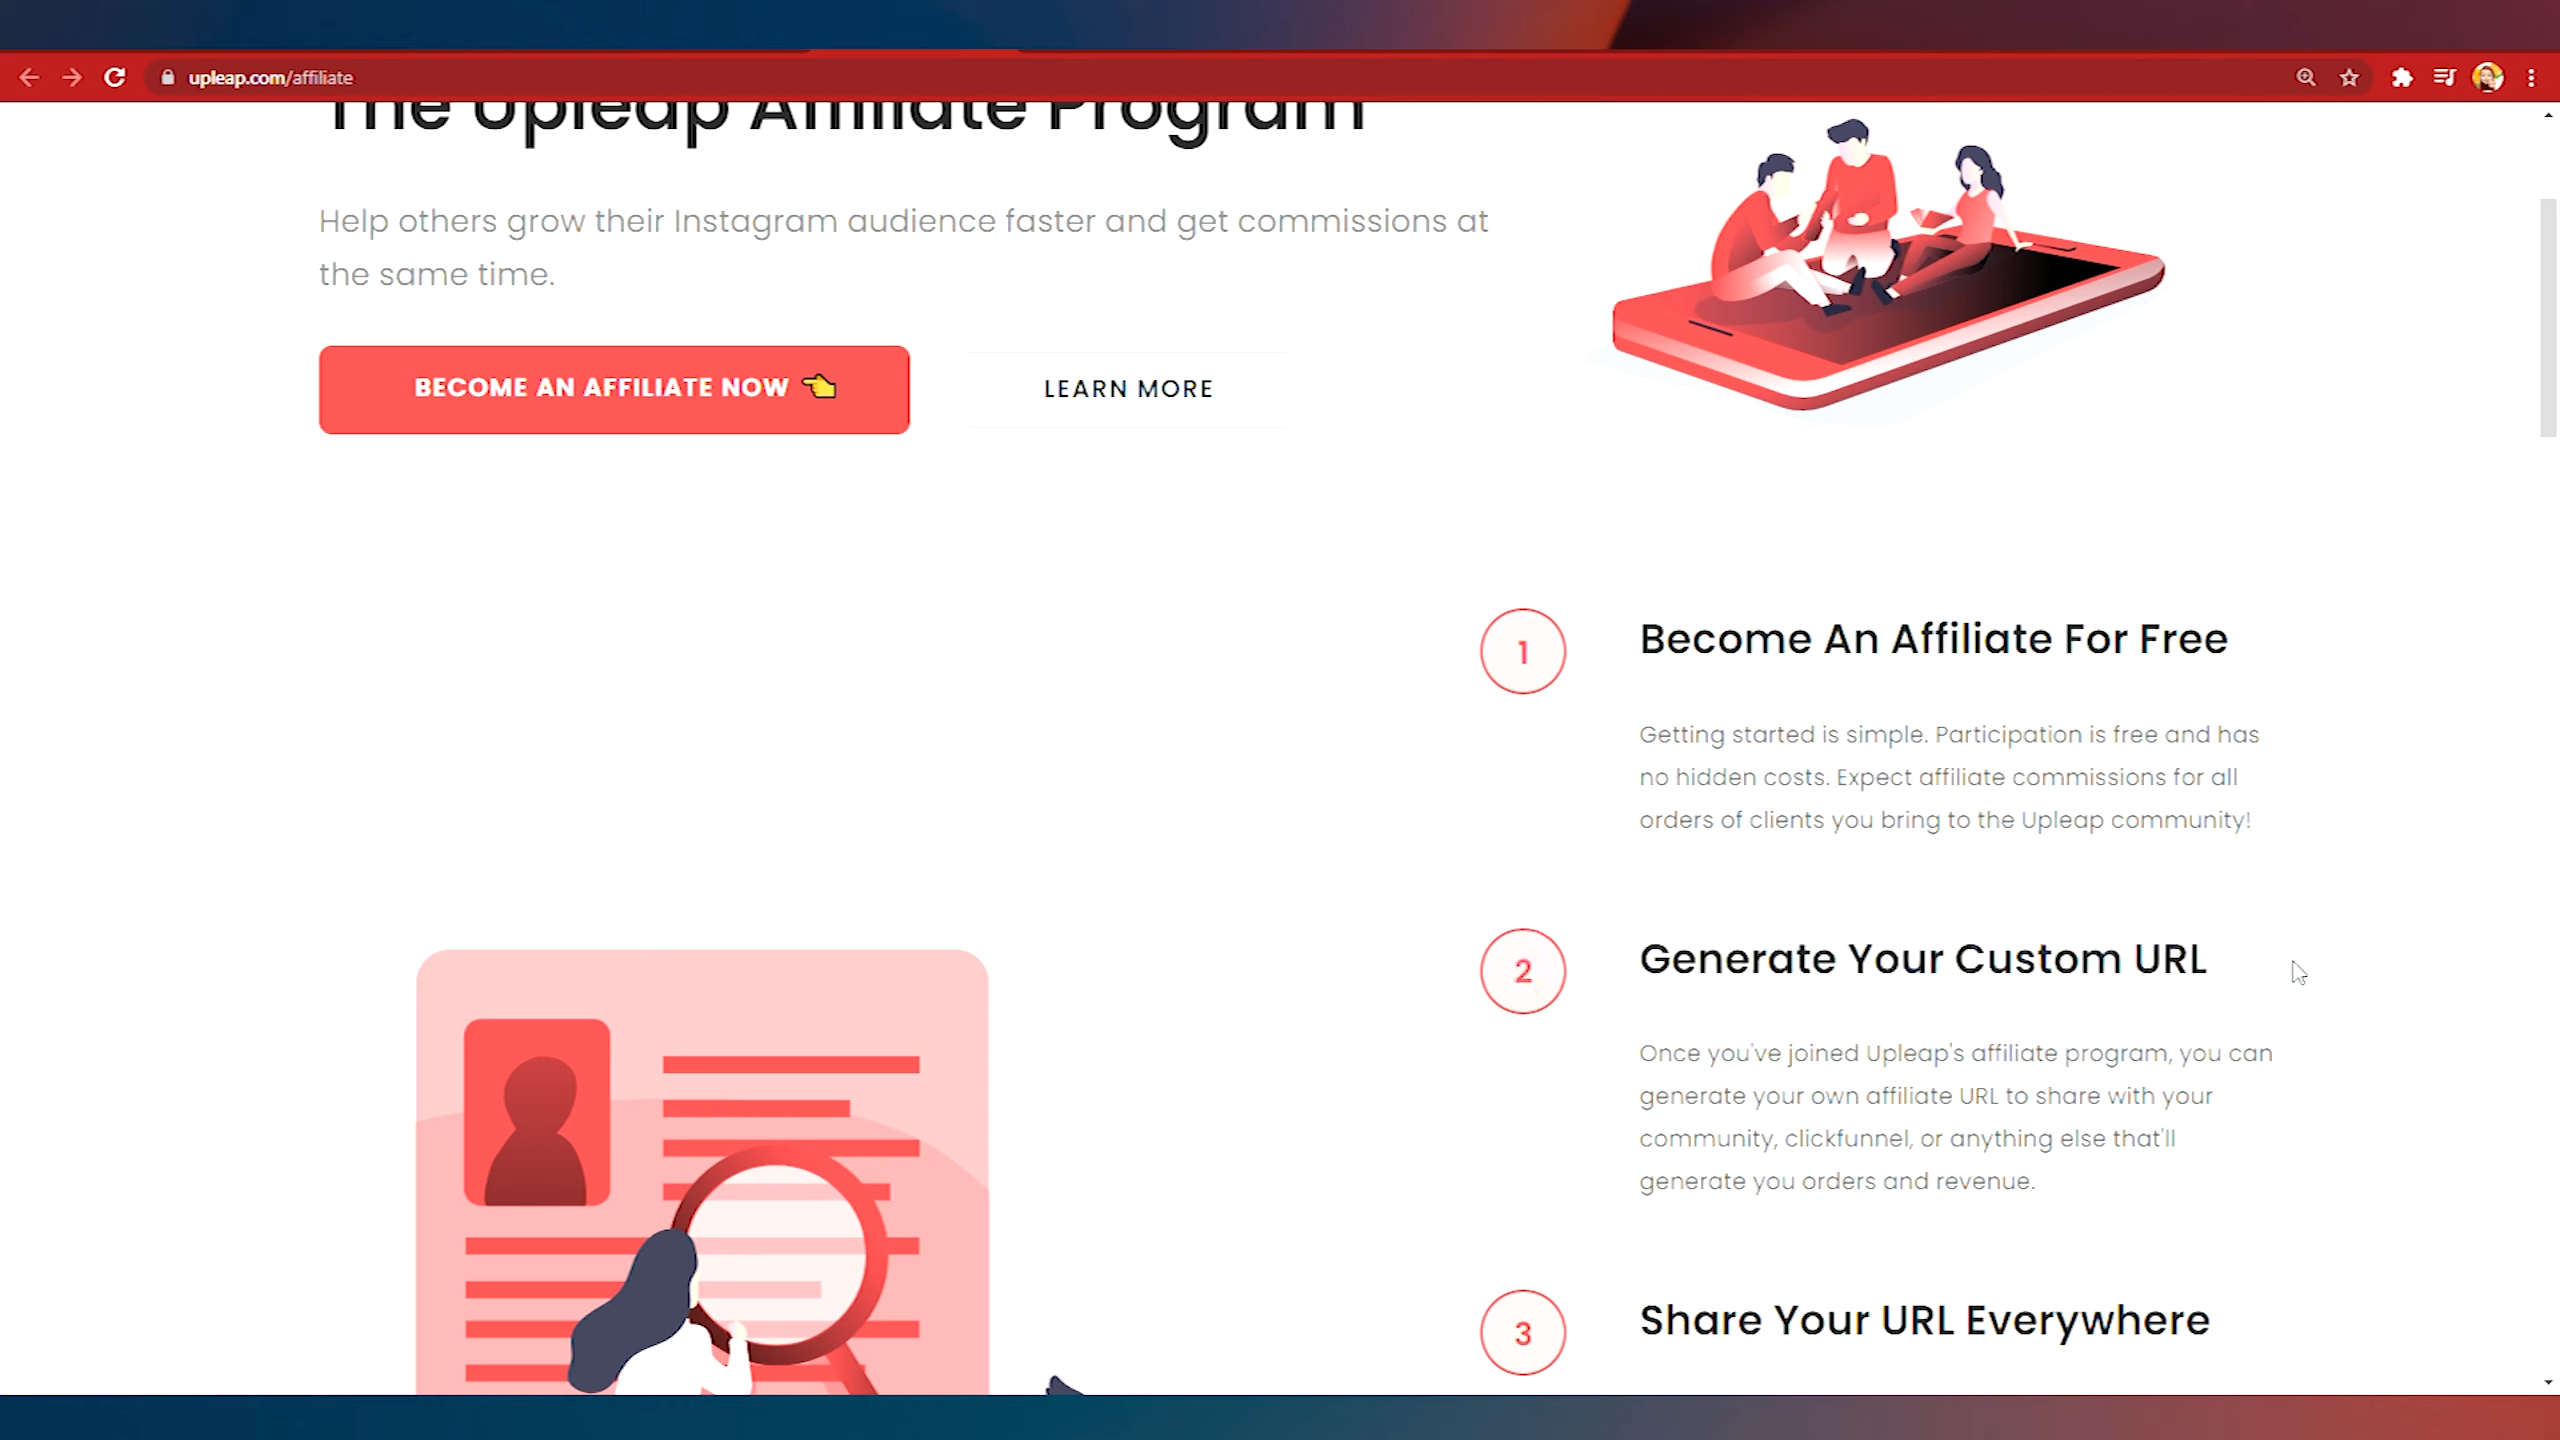 upleap.com/affiliate
The Upleap Affiliate Program
Help others grow their Instagram audience faster and get commissions at
the same time.
BECOME AN AFFILIATE NOW 👈
LEARN MORE
1
Become An Affiliate For Free
Getting started is simple. Participation is free and has
no hidden costs. Expect affiliate commissions for all
orders of clients you bring to the Upleap community!
2
Generate Your Custom URL
Once you've joined Upleap's affiliate program, you can
generate your own affiliate URL to share with your
community, clickfunnel, or anything else that'll
generate you orders and revenue.
3
Share Your URL Everywhere